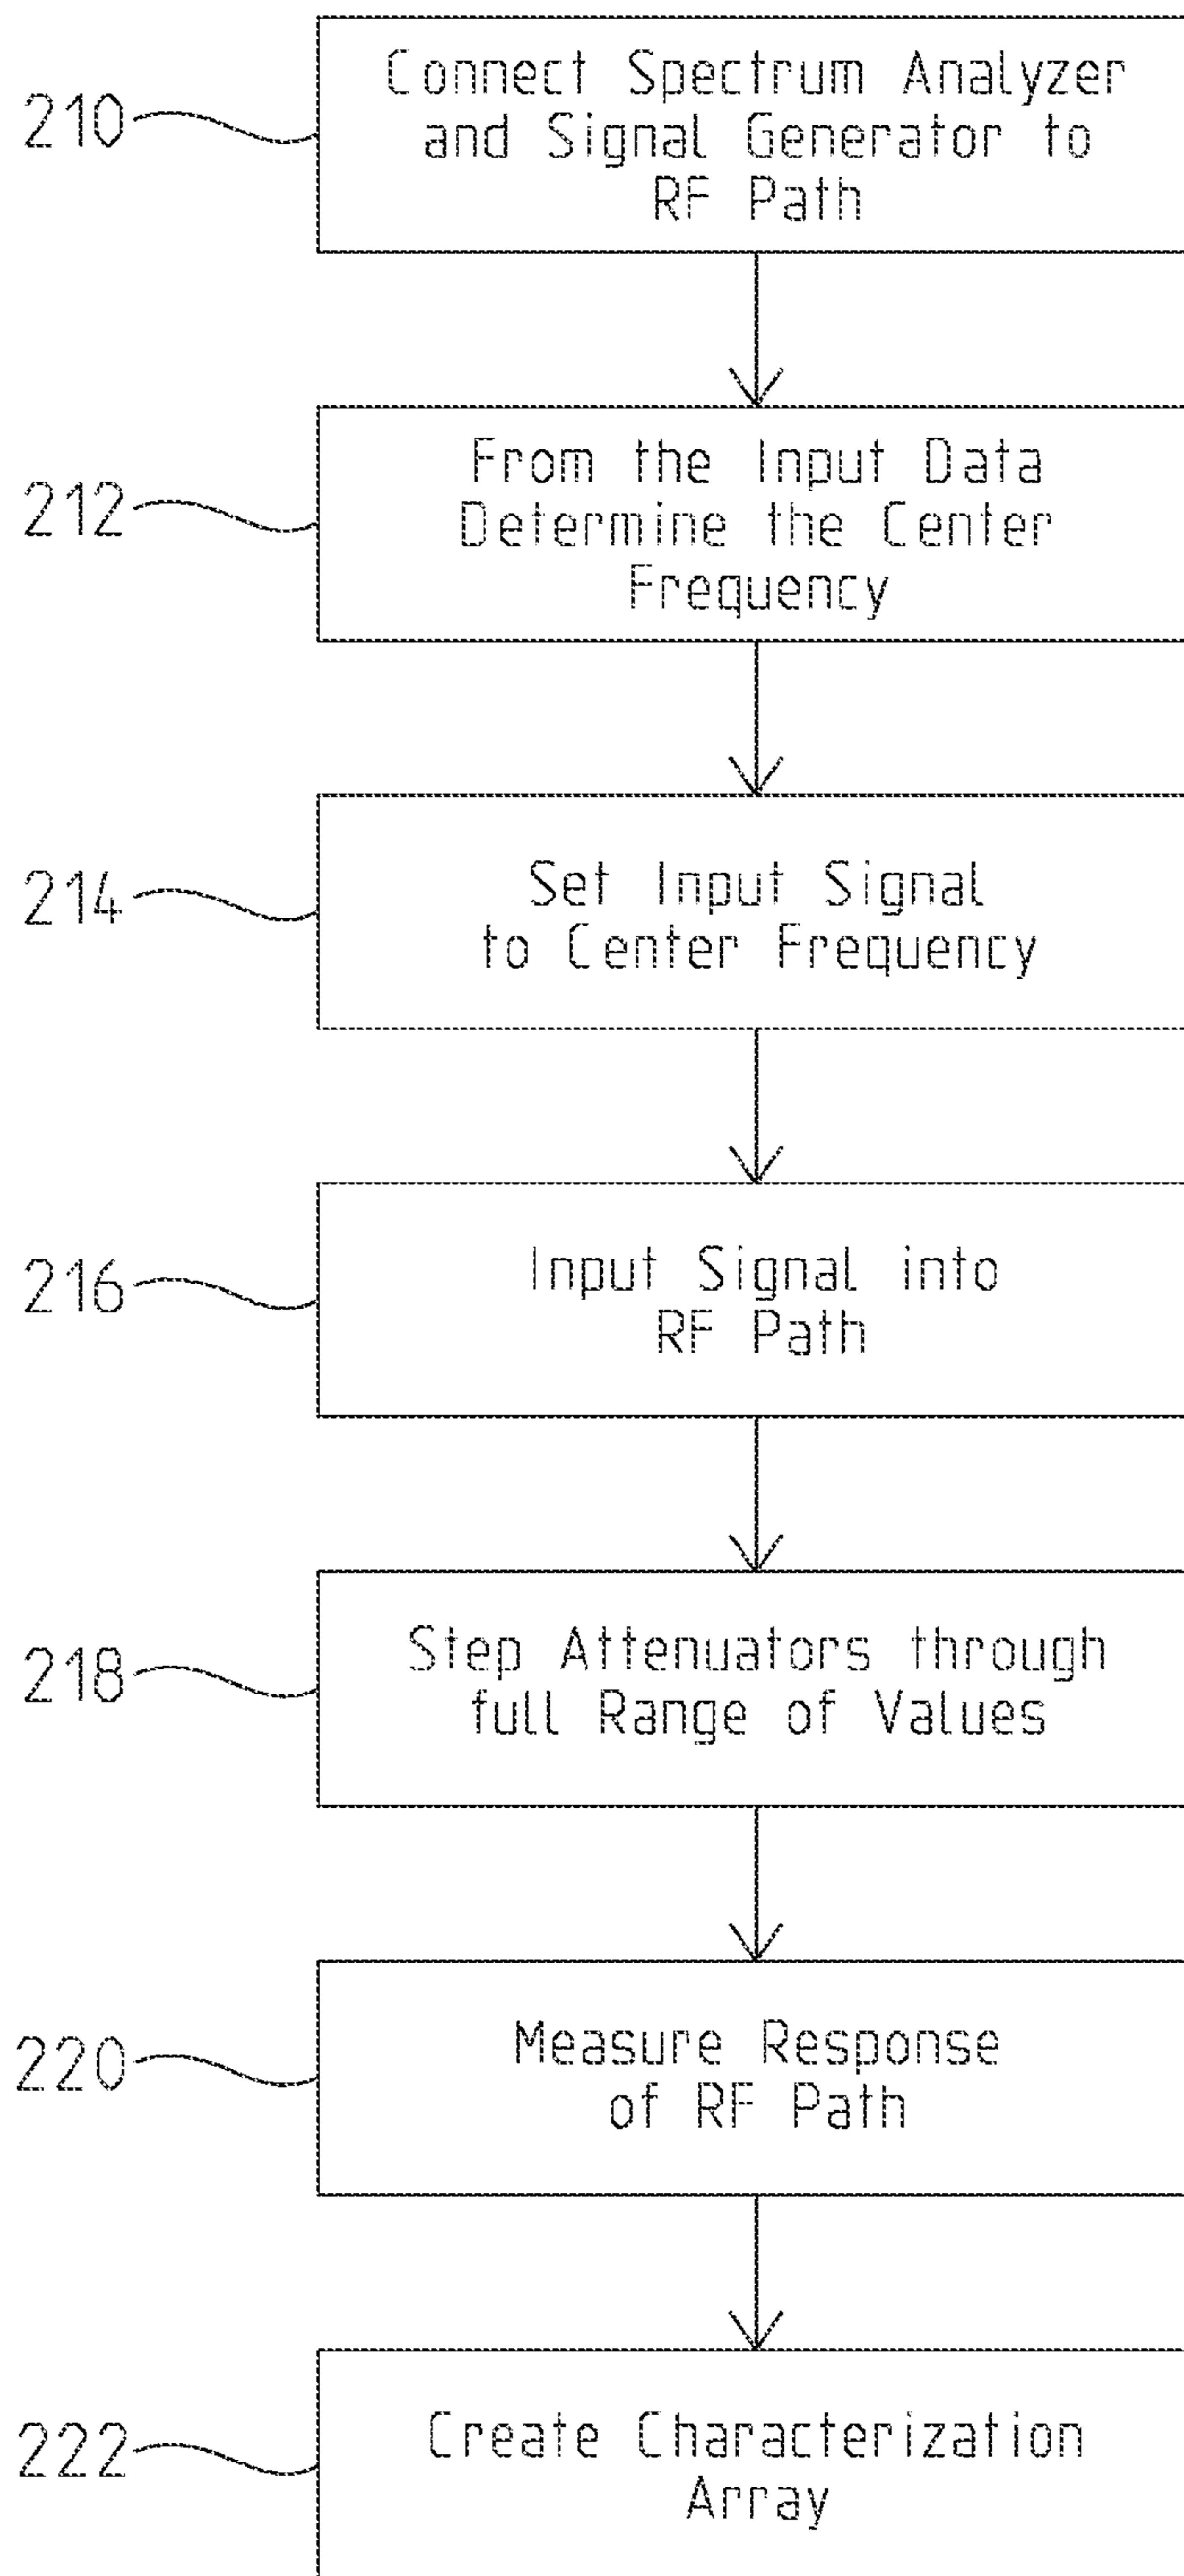 210
Connect Spectrum Analyzer
and Signal Generator to
RF Path
212
From the Input Data
Determine the Center
Frequency
214
Set Input Signal
to Center Frequency
216
Input Signal into
RF Path
218
Step Attenuators through
full Range of Values
220
Measure Response
of RF Path
222
Create Characterization
Array